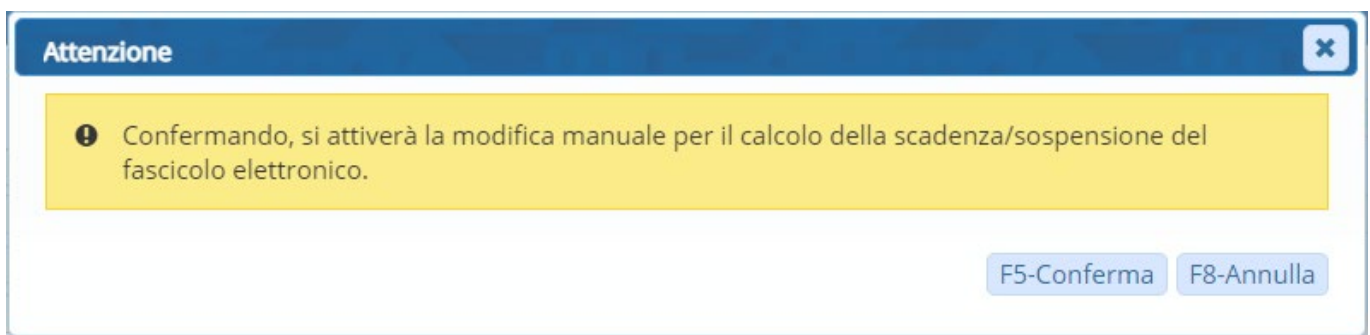 Attenzione
Confermando, si attiverà la modifica manuale per il calcolo della scadenza/sospensione del
fascicolo elettronico.
F5-Conferma F8-Annulla